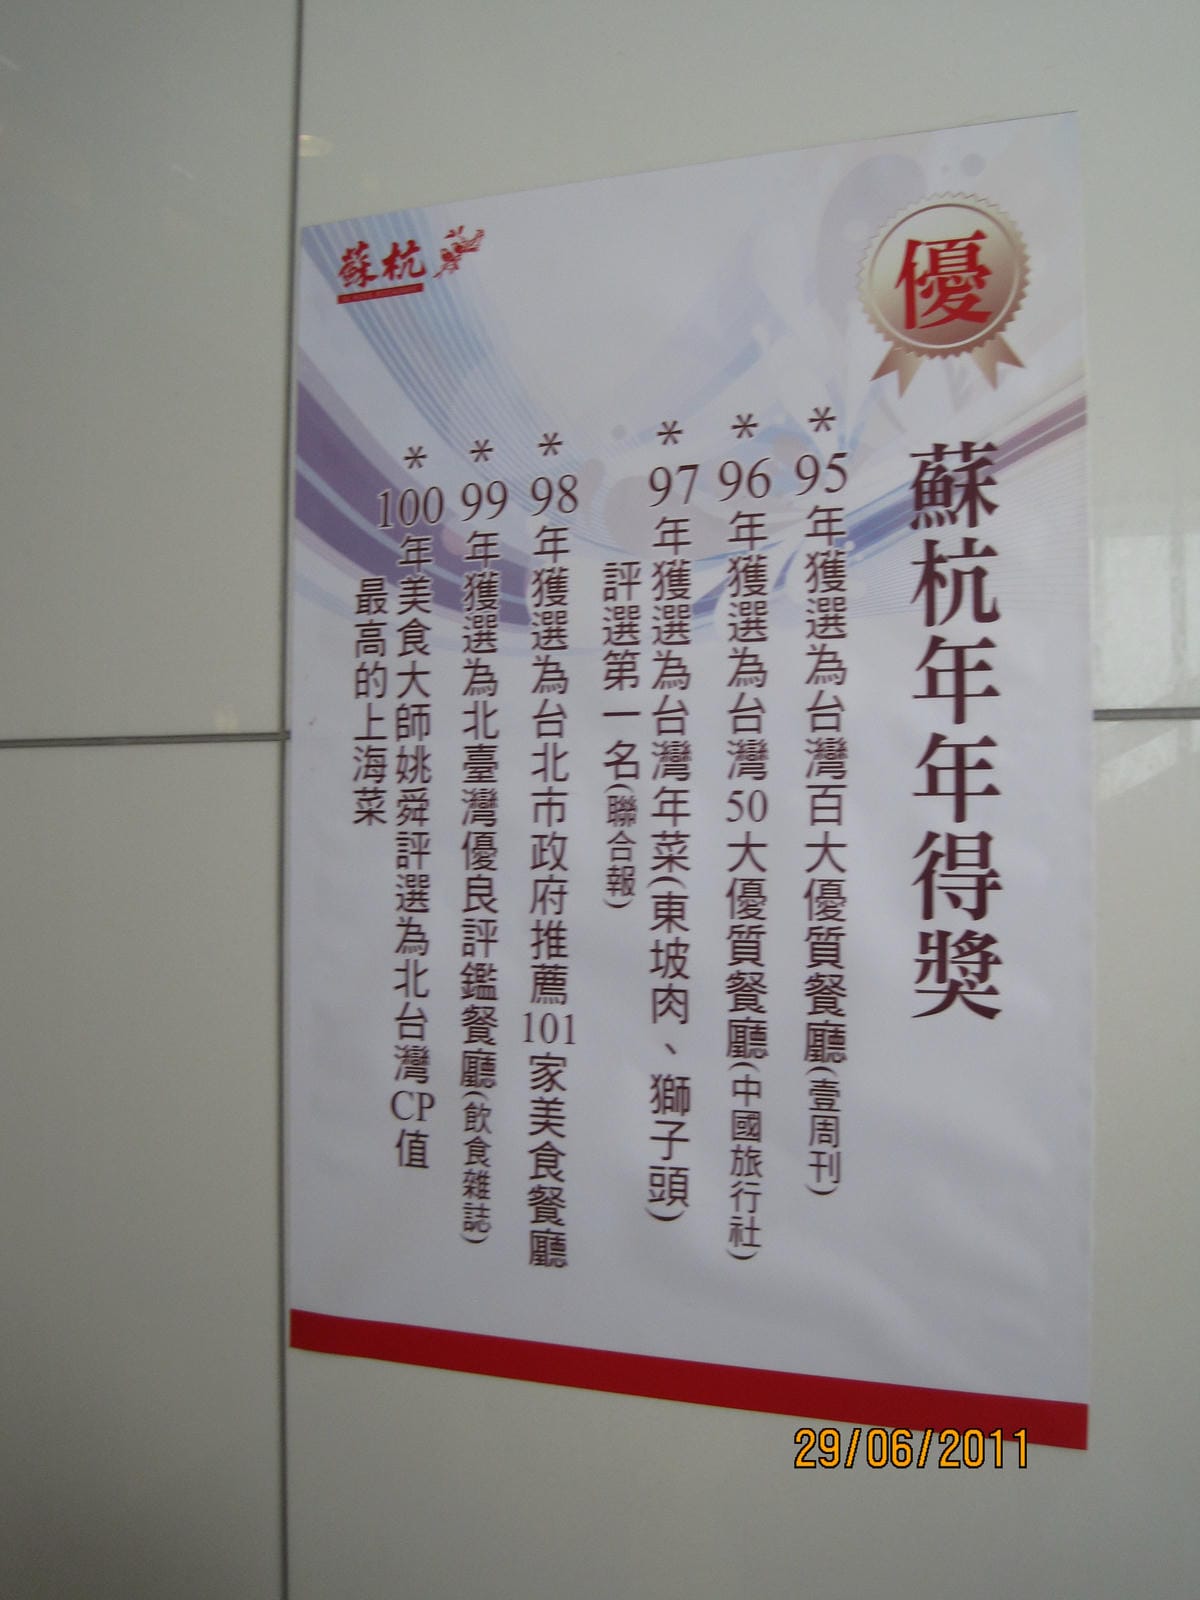 優
蘇杭年年得獎
*95年獲選為台灣百大優質餐廳(壹周刊)
*96年獲選為台灣50大優質餐廳(中國旅行社)
*97年獲選為台灣年菜(東坡肉、獅子頭)
評選第一名(聯合報)
*98年獲選為台北市政府推薦101家美食餐廳
*99年獲選為北臺灣優良評鑑餐廳(飲食雜誌)
*100年美食大師姚舜評選為北台灣CP值
最高的上海菜
蘇杭
29/06/2011